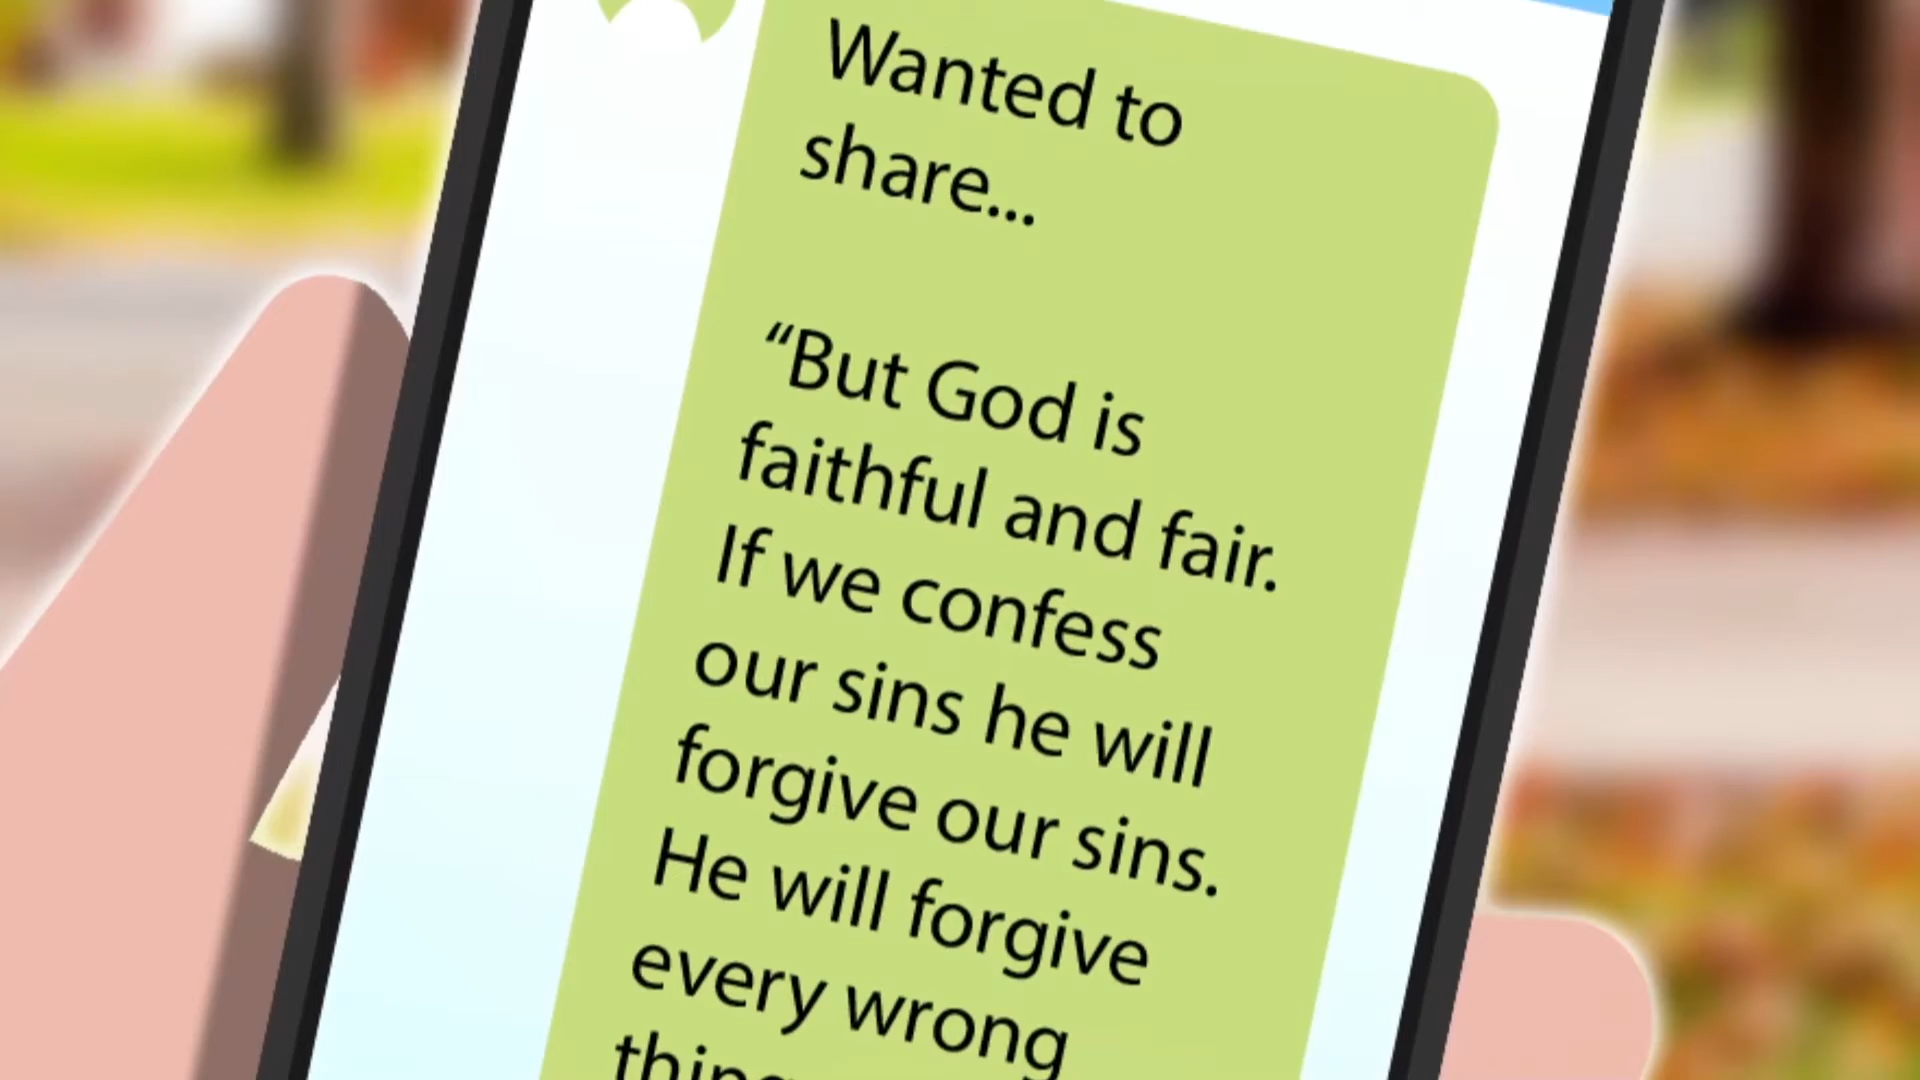 Wanted to
share...
“But God is
faithful and fair.
If we confess
our sins he will
forgive our sins.
He will forgive
every wrong